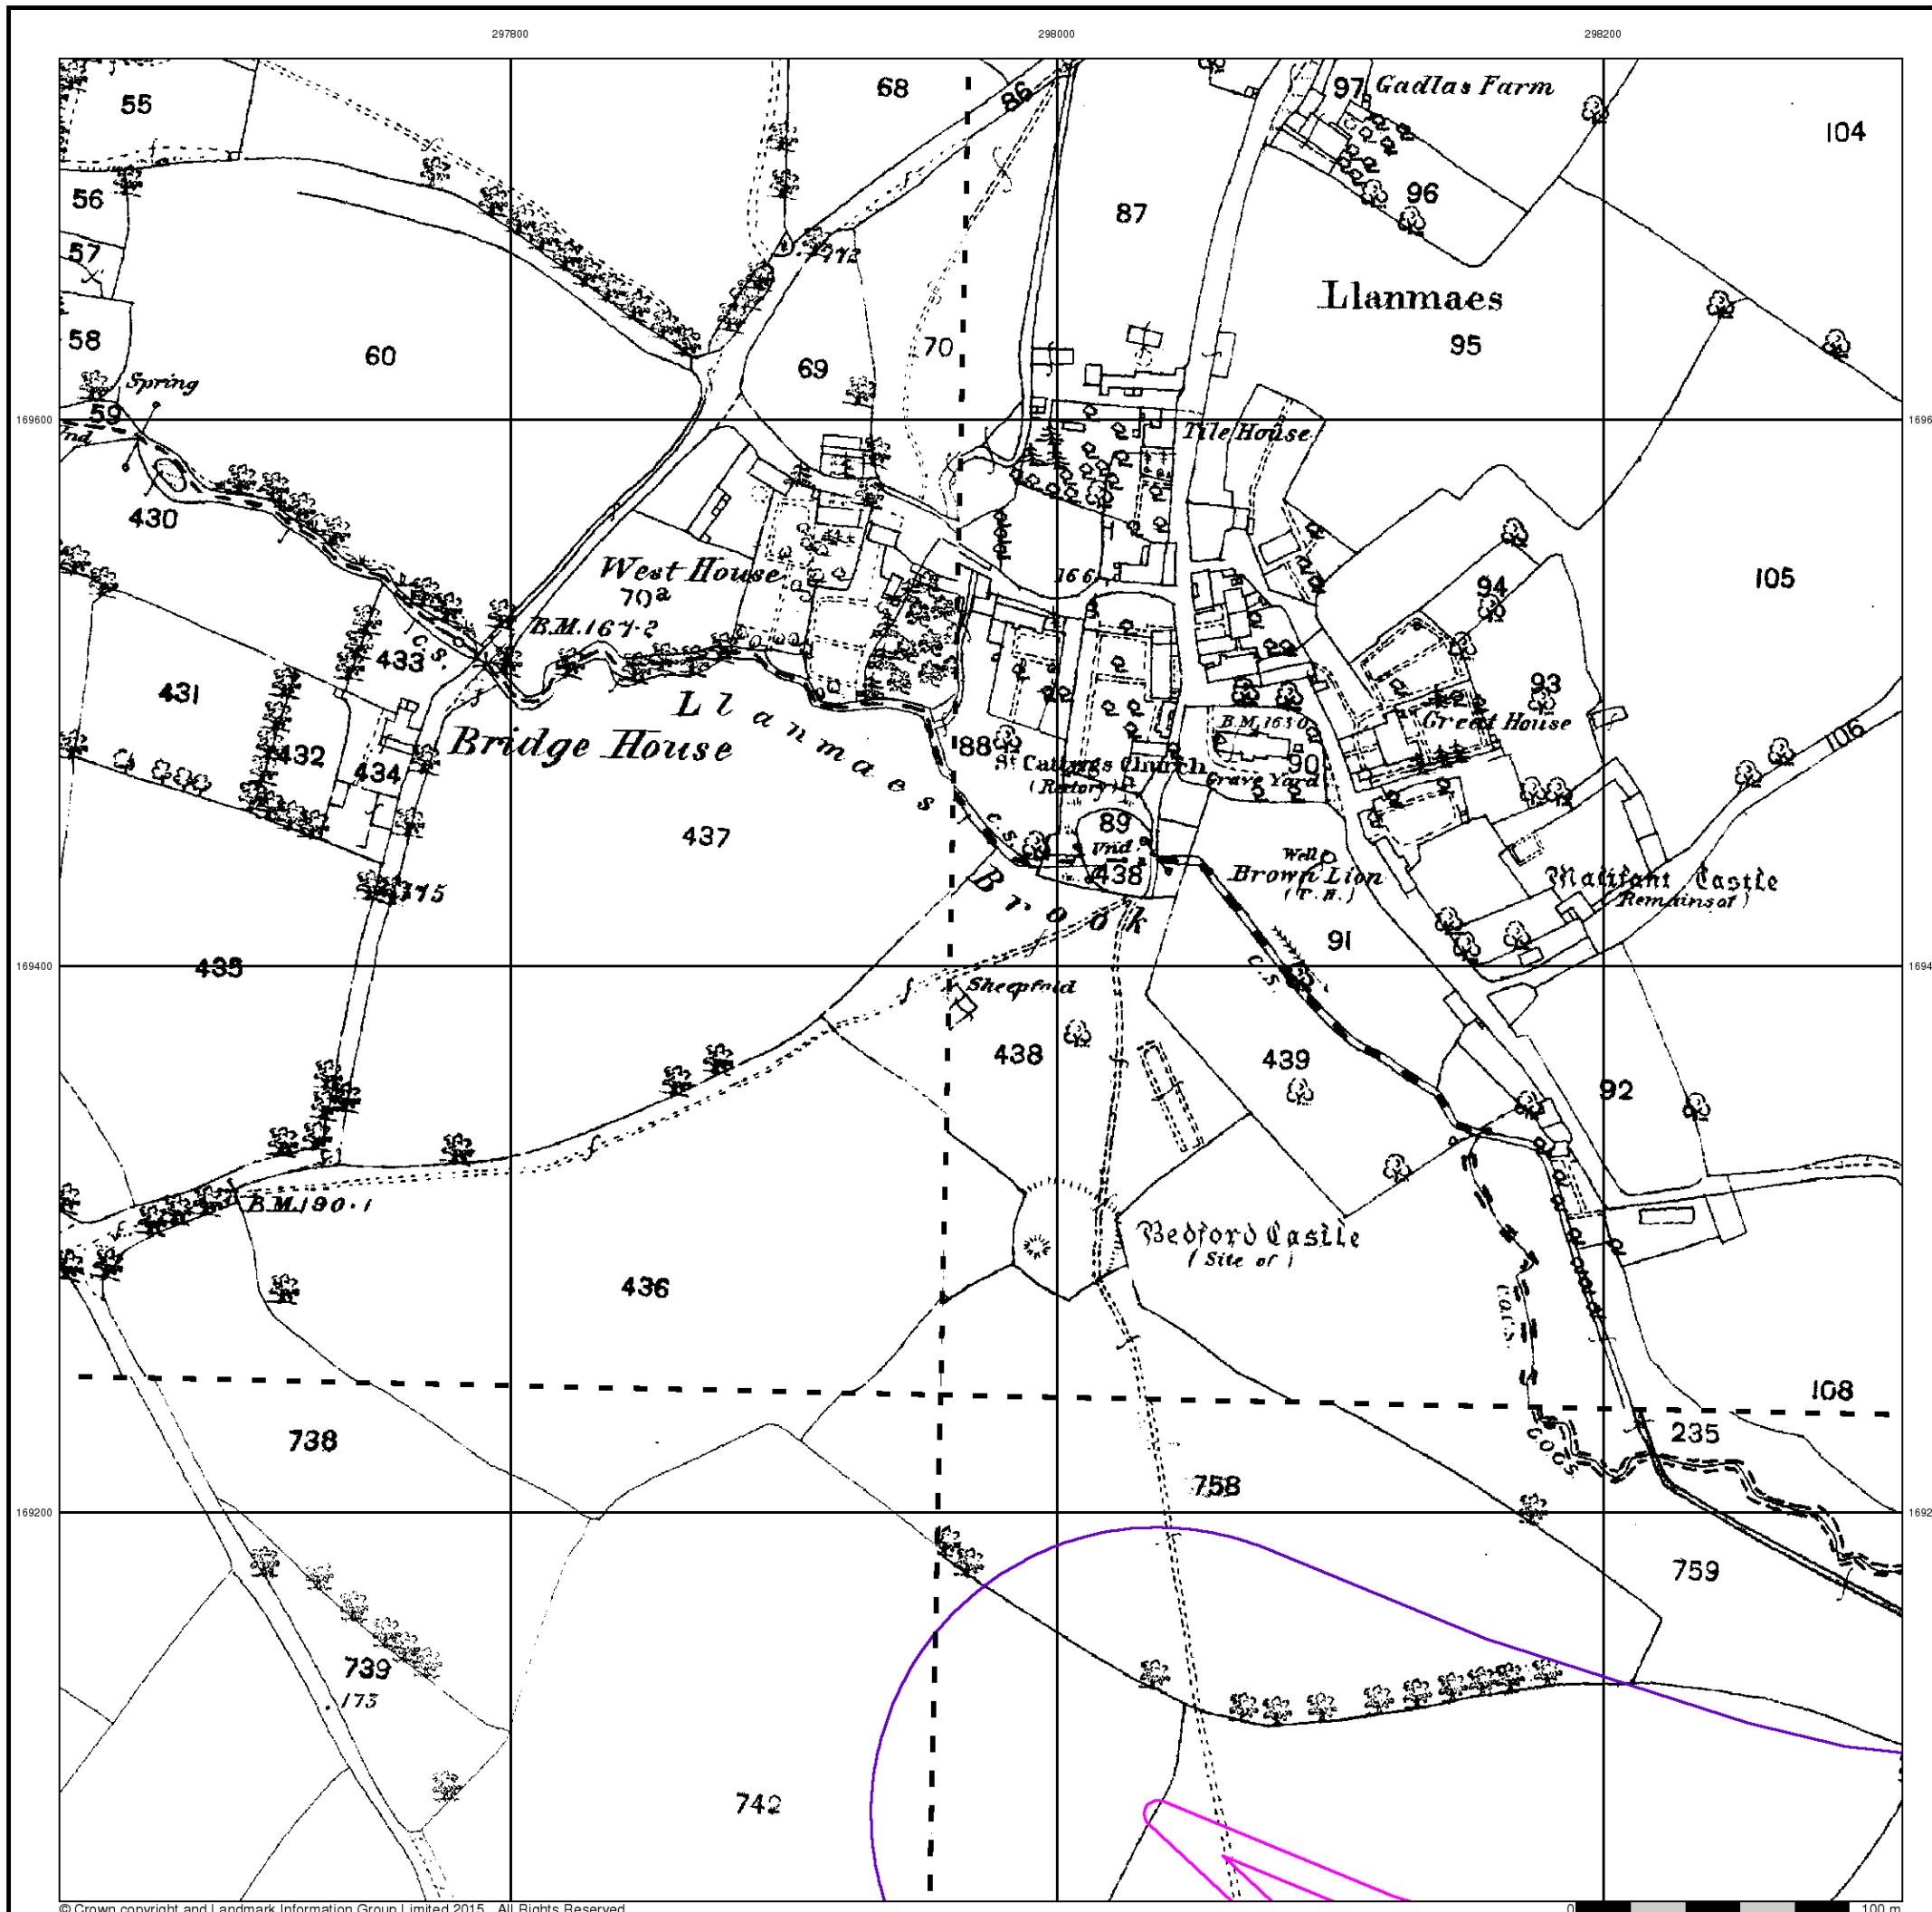 297800
298000
298200
55
68
86
97
Gadlas Farm
104
56
87
96
57
Llanmaes
58
60
69
70
95
Spring
59
169600
Tile House
430
West House
70a
166
105
94
B.M.167.2
C.S.
433
431
93
Llanmaes
Bridge House
B.M.163.0
Great House
106
432
434
88
St Cattwgs Church
(Rectory)
90
Grave Yard
437
C.S.
89
Und.
438
Well
Brown Lion
(P.H.)
Malifant Castle
(Remains of)
175
Brook
91
435
C.S.
169400
Sheepfold
438
439
92
B.M.190.1
Bedford Castle
(Site of)
436
108
738
235
758
169200
759
739
173
742
© Crown copyright and Landmark Information Group Limited 2015. All Rights Reserved.
0
100 m